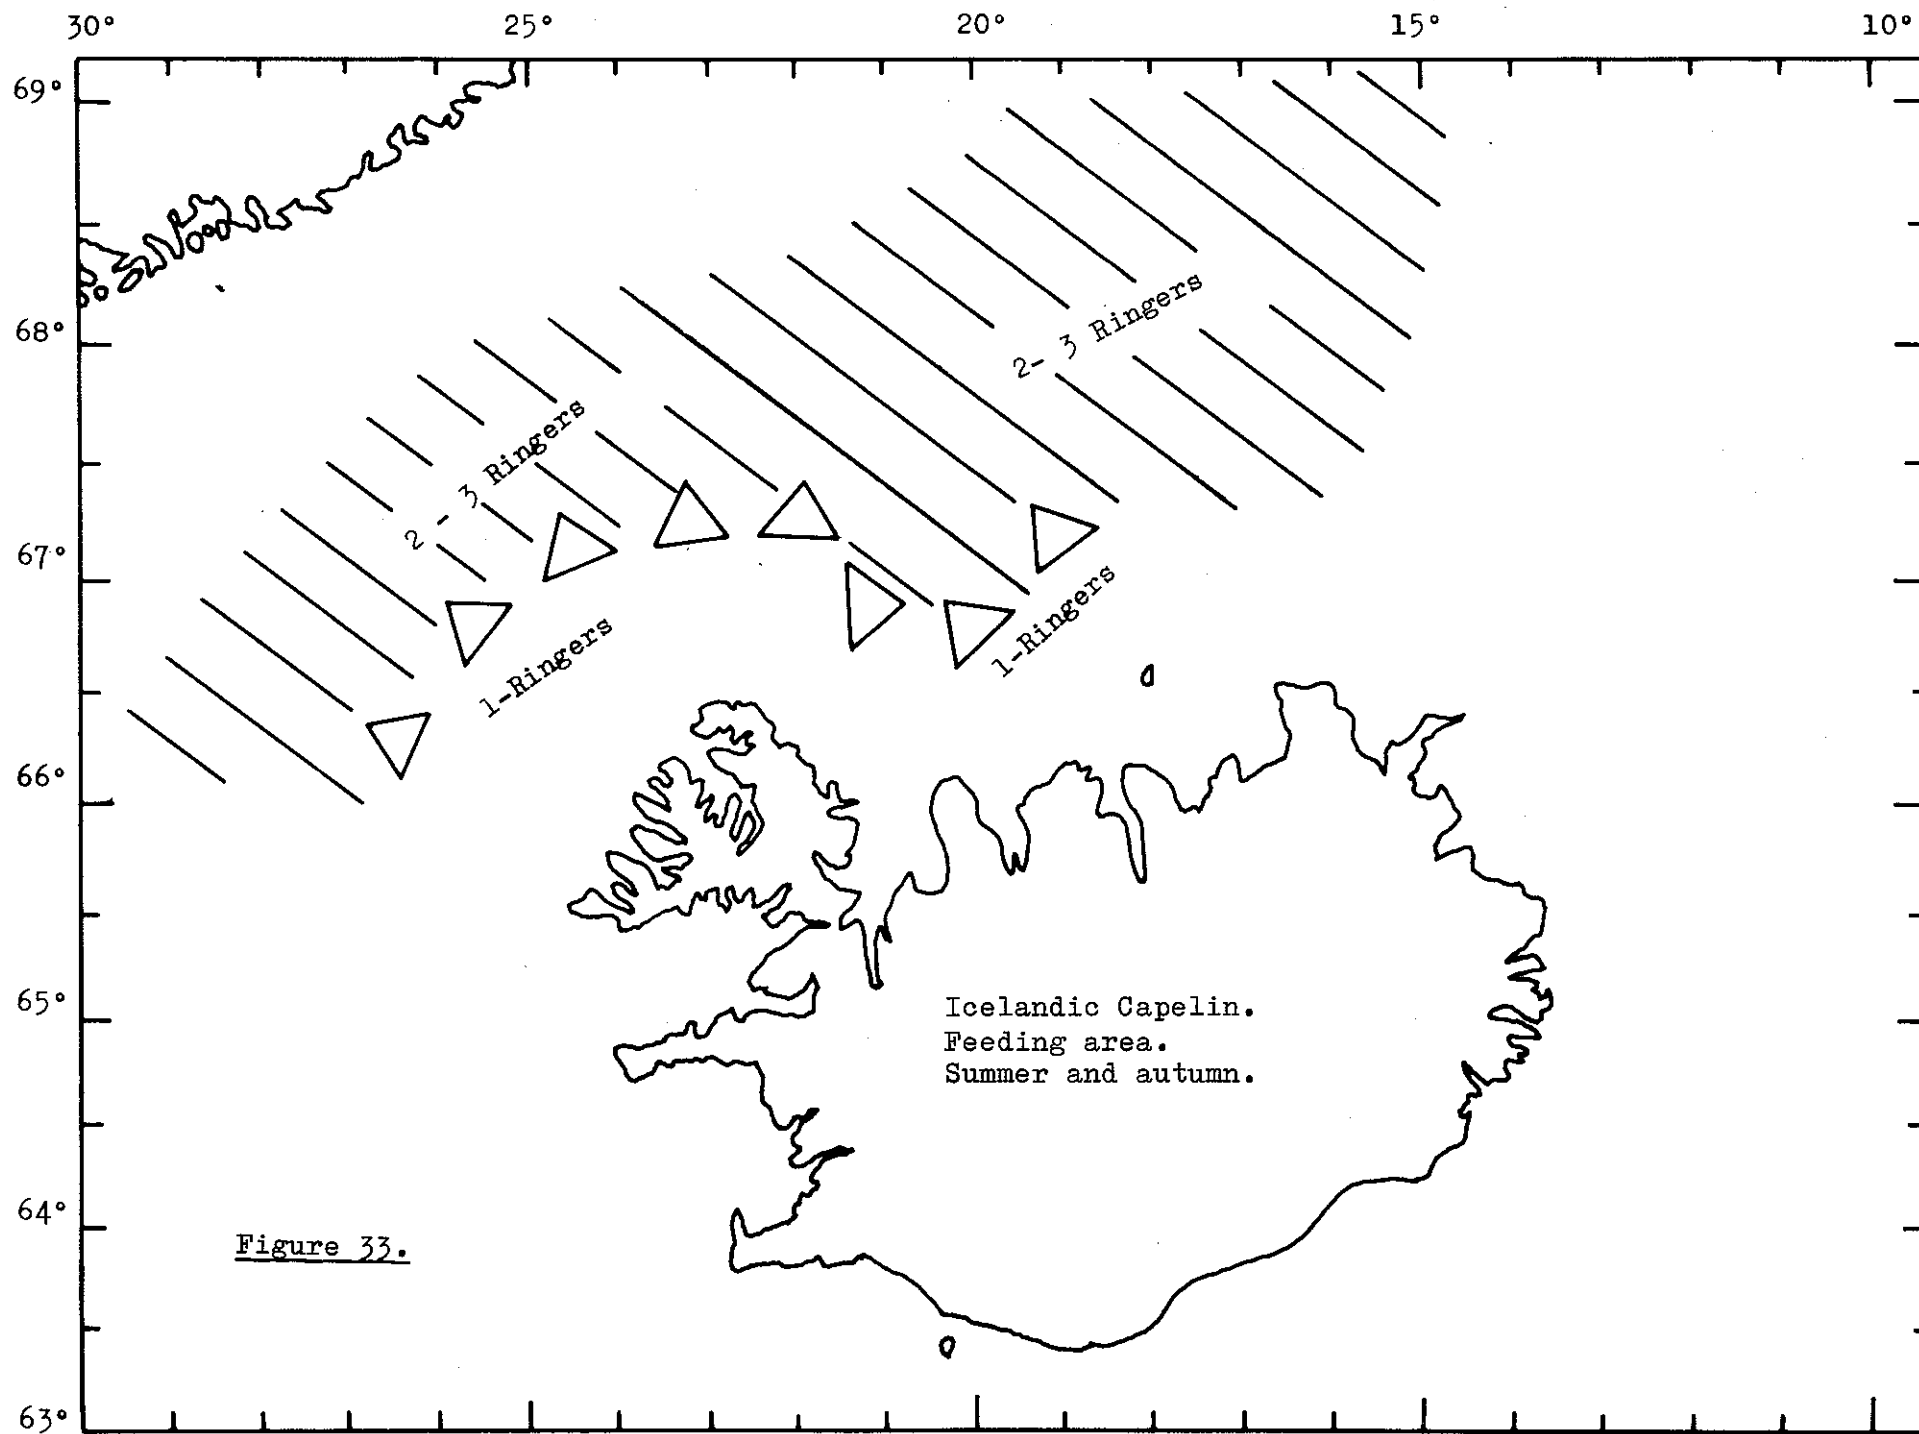 30° 25° 20° 15° 10°
69°
68°
67°
66°
65°
64°
63°
2- 3 Ringers
2 - 3 Ringers
1-Ringers
1-Ringers
Icelandic Capelin.
Feeding area.
Summer and autumn.
Figure 33.